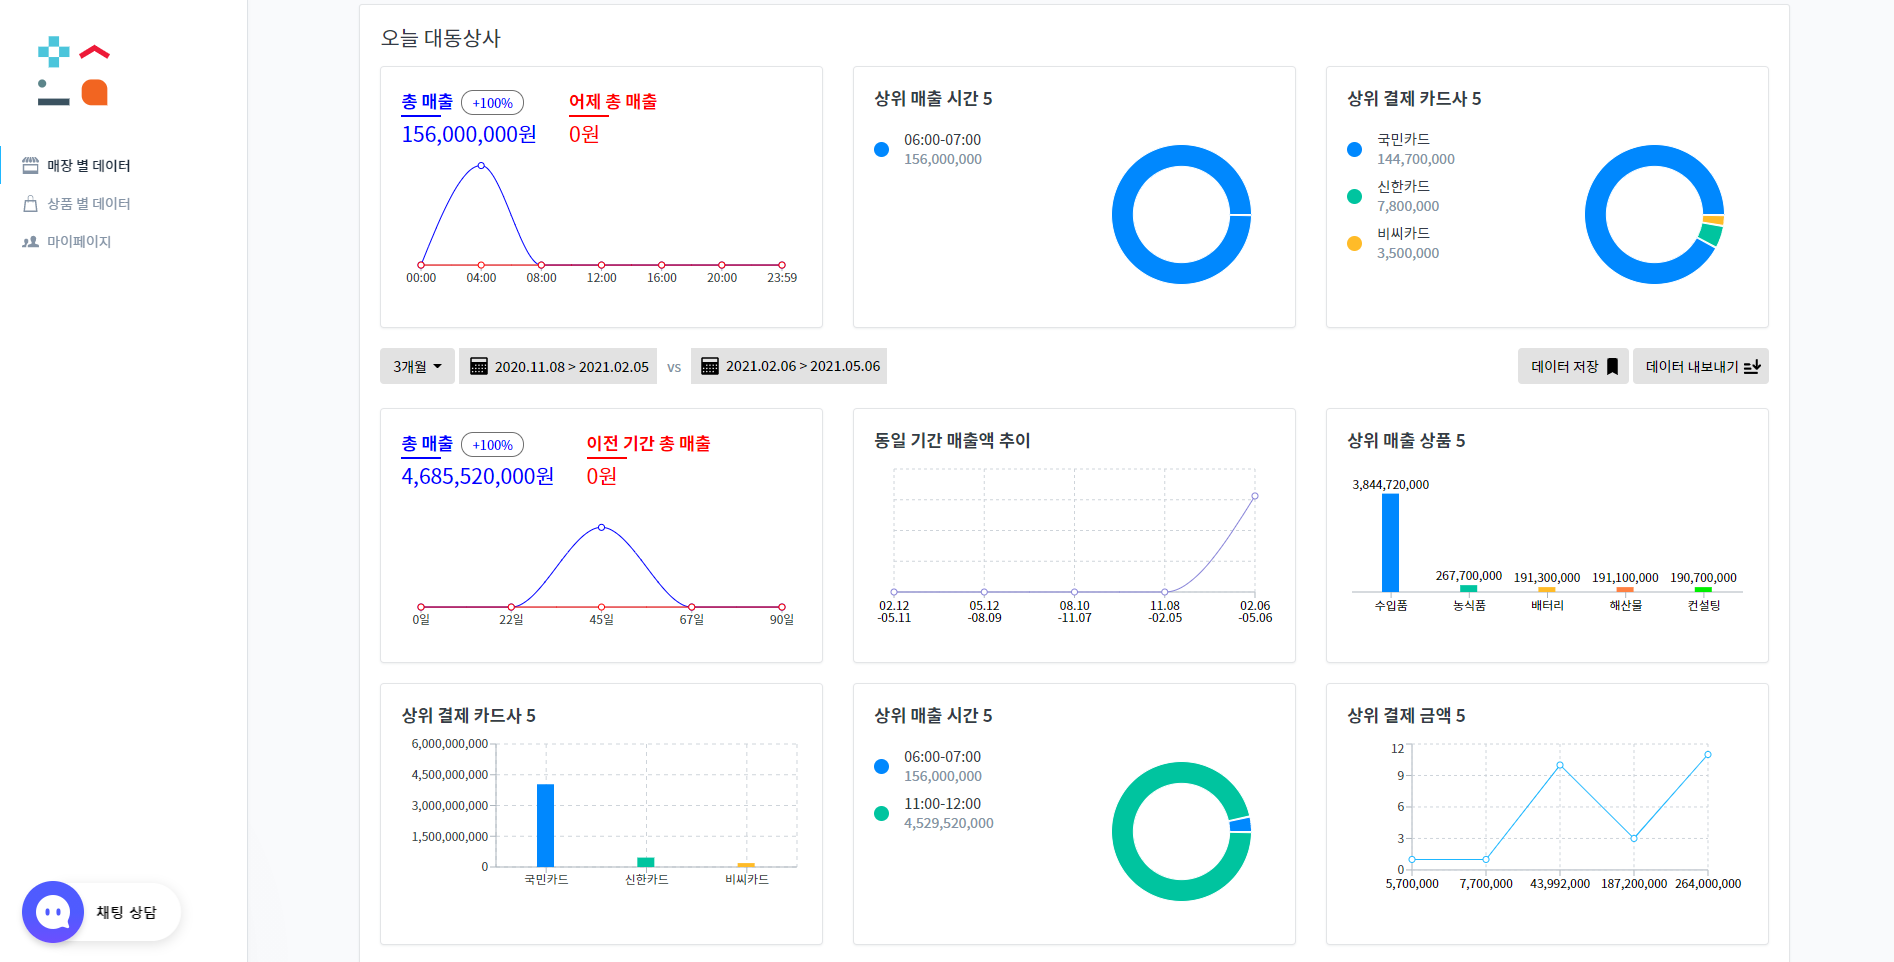 매장 별 데이터
상품 별 데이터
마이페이지
채팅 상담
오늘 대동상사
총 매출 +100%
156,000,000원
어제 총 매출
0원
00:00 04:00 08:00 12:00 16:00 20:00 23:59
상위 매출 시간 5
06:00-07:00
156,000,000
상위 결제 카드사 5
국민카드
144,700,000
신한카드
7,800,000
비씨카드
3,500,000
3개월 2020.11.08 > 2021.02.05 vs 2021.02.06 > 2021.05.06 데이터 저장 데이터 내보내기
총 매출 +100%
4,685,520,000원
이전 기간 총 매출
0원
0일 22일 45일 67일 90일
동일 기간 매출액 추이
02.12 05.12 08.10 11.08 02.06
-05.11 -08.09 -11.07 -02.05 -05.06
상위 매출 상품 5
3,844,720,000
267,700,000 191,300,000 191,100,000 190,700,000
수입품 농식품 배터리 해산물 컨설팅
상위 결제 카드사 5
6,000,000,000
4,500,000,000
3,000,000,000
1,500,000,000
0
국민카드 신한카드 비씨카드
상위 매출 시간 5
06:00-07:00
156,000,000
11:00-12:00
4,529,520,000
상위 결제 금액 5
12
9
6
3
0
5,700,000 7,700,000 43,992,000 187,200,000 264,000,000